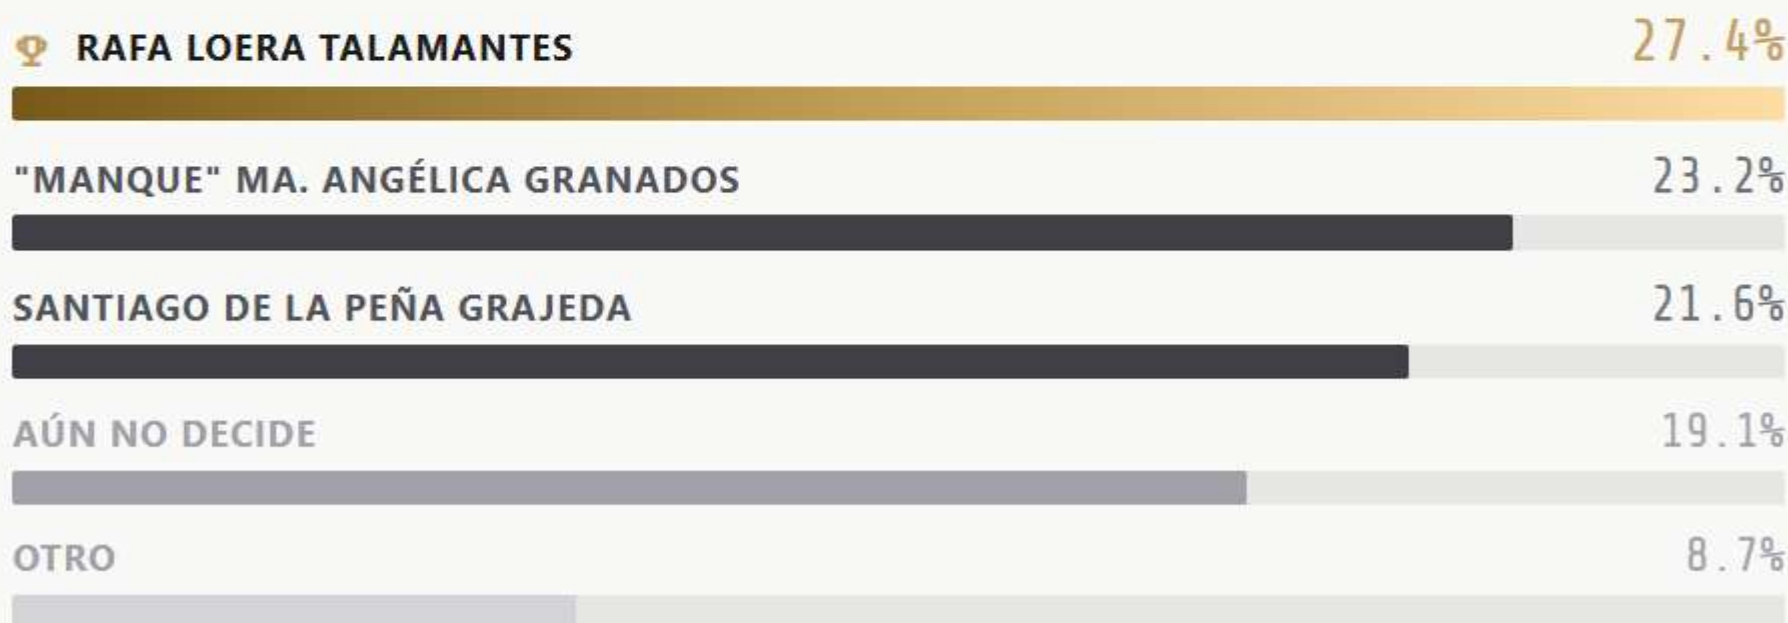 RAFA LOERA TALAMANTES 27.4%
"MANQUE" MA. ANGÉLICA GRANADOS 23.2%
SANTIAGO DE LA PEÑA GRAJEDA 21.6%
AÚN NO DECIDE 19.1%
OTRO 8.7%